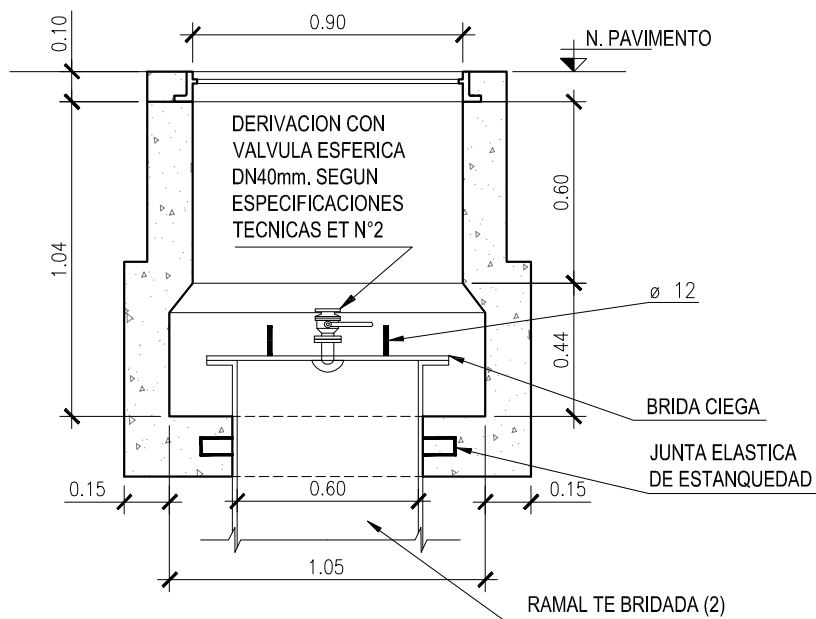 0.10
0.90
N. PAVIMENTO
DERIVACION CON
VALVULA ESFERICA
DN40mm. SEGUN
ESPECIFICACIONES
TECNICAS ET N°2
0.60
1.04
ø 12
0.44
BRIDA CIEGA
JUNTA ELASTICA
DE ESTANQUEDAD
0.15
0.60
0.15
1.05
RAMAL TE BRIDADA (2)